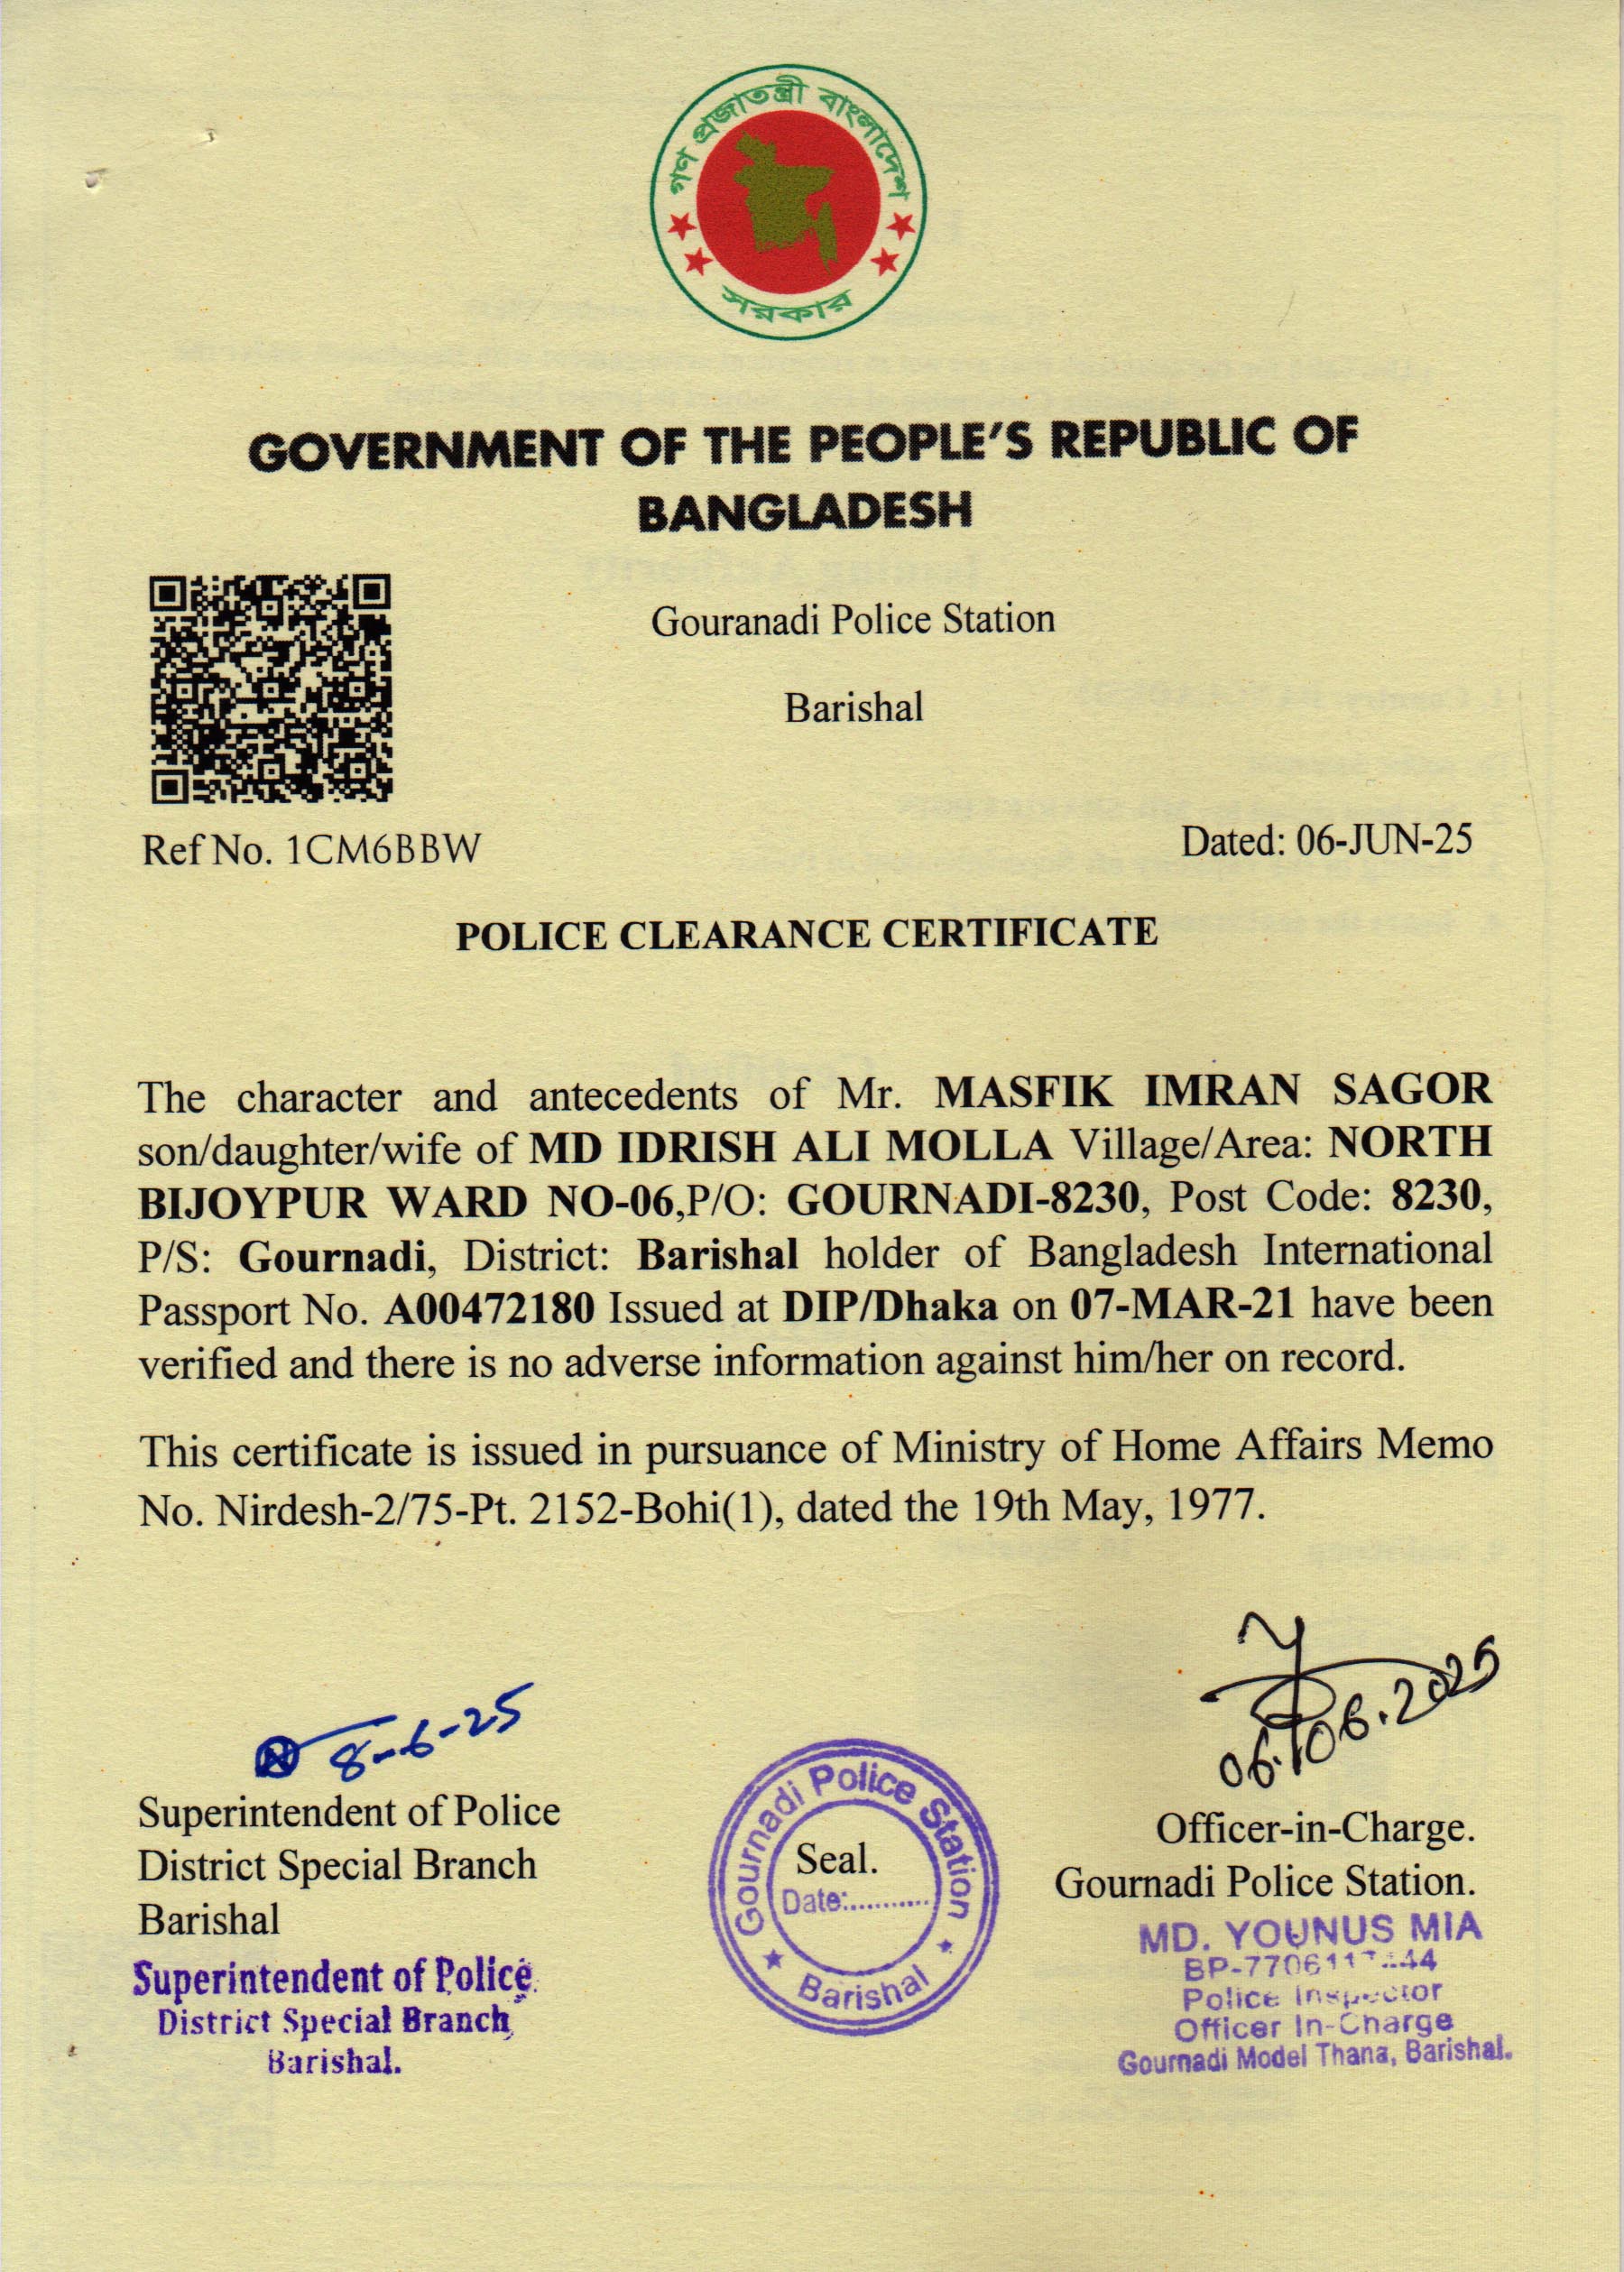 গণ প্রজাতন্ত্রী বাংলাদেশ
সরকার
GOVERNMENT OF THE PEOPLE'S REPUBLIC OF
BANGLADESH
Gouranadi Police Station
Barishal
Ref No. 1CM6BBW
Dated: 06-JUN-25
POLICE CLEARANCE CERTIFICATE
The character and antecedents of Mr. MASFIK IMRAN SAGOR
son/daughter/wife of MD IDRISH ALI MOLLA Village/Area: NORTH
BIJOYPUR WARD NO-06,P/O: GOURNADI-8230, Post Code: 8230,
P/S: Gournadi, District: Barishal holder of Bangladesh International
Passport No. A00472180 Issued at DIP/Dhaka on 07-MAR-21 have been
verified and there is no adverse information against him/her on record.
This certificate is issued in pursuance of Ministry of Home Affairs Memo
No. Nirdesh-2/75-Pt. 2152-Bohi(1), dated the 19th May, 1977.
8-6-25
Superintendent of Police
District Special Branch
Barishal
Superintendent of Police
District Special Branch
Barishal.
Gournadi Police Station
Seal.
Date:...........
Barishal
06.06.2025
Officer-in-Charge.
Gournadi Police Station.
MD. YOUNUS MIA
Police Inspector
Officer In-Charge
Gournadi Model Thana, Barishal.